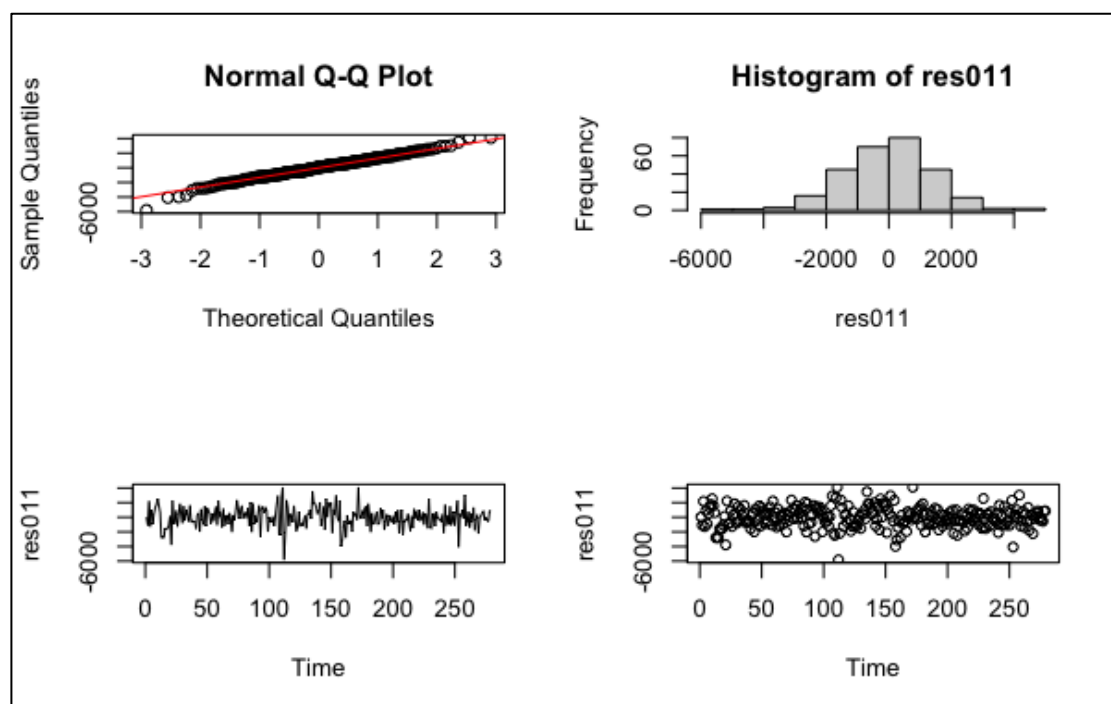 Normal Q-Q Plot
Sample Quantiles
-6000
-3 -2 -1 0 1 2 3
Theoretical Quantiles
Histogram of res011
Frequency
0 60
-6000 -2000 0 2000
res011
res011
-6000
0 50 100 150 200 250
Time
res011
-6000
0 50 100 150 200 250
Time